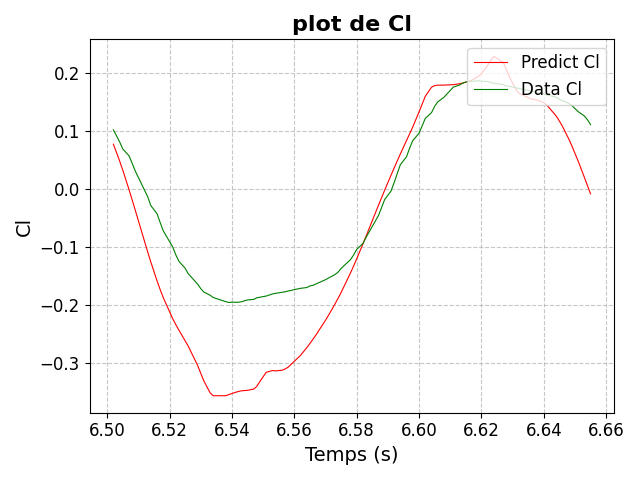 plot de Cl
Predict Cl
Data Cl
Cl
0.2
0.1
0.0
−0.1
−0.2
−0.3
6.50 6.52 6.54 6.56 6.58 6.60 6.62 6.64 6.66
Temps (s)